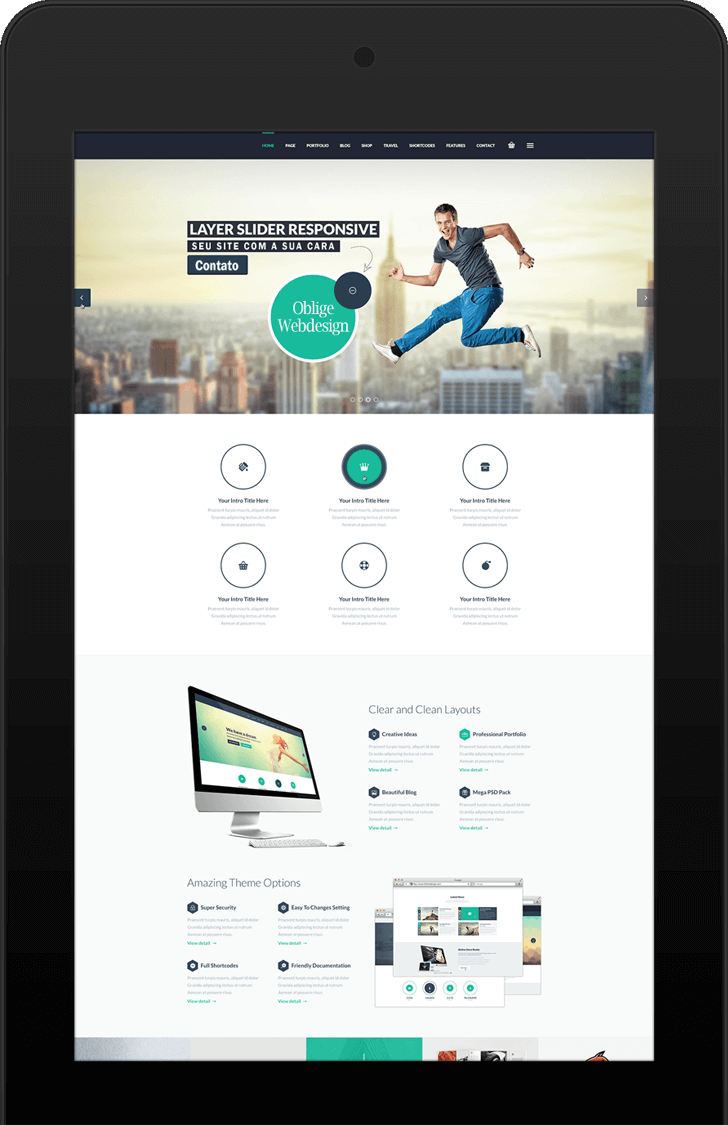 HOME PAGE PORTFOLIO BLOG SHOP TRAVEL SHORTCODES FEATURES CONTACT
LAYER SLIDER RESPONSIVE
SEU SITE COM A SUA CARA
Contato
Oblige
Webdesign
Your Intro Title Here
Praesent turpis mauris, aliquet id dolor
Gravida adipiscing lectus ut rutrum
Aenean at posuere risus.
Your Intro Title Here
Praesent turpis mauris, aliquet id dolor
Gravida adipiscing lectus ut rutrum
Aenean at posuere risus.
Your Intro Title Here
Praesent turpis mauris, aliquet id dolor
Gravida adipiscing lectus ut rutrum
Aenean at posuere risus.
Your Intro Title Here
Praesent turpis mauris, aliquet id dolor
Gravida adipiscing lectus ut rutrum
Aenean at posuere risus.
Your Intro Title Here
Praesent turpis mauris, aliquet id dolor
Gravida adipiscing lectus ut rutrum
Aenean at posuere risus.
Your Intro Title Here
Praesent turpis mauris, aliquet id dolor
Gravida adipiscing lectus ut rutrum
Aenean at posuere risus.
We have a dream
Clear and Clean Layouts
Creative Ideas
Praesent turpis mauris, aliquet id dolor
Gravida adipiscing lectus ut rutrum
Aenean at posuere risus.
View detail →
Professional Portfolio
Praesent turpis mauris, aliquet id dolor
Gravida adipiscing lectus ut rutrum
Aenean at posuere risus.
View detail →
Beautiful Blog
Praesent turpis mauris, aliquet id dolor
Gravida adipiscing lectus ut rutrum
Aenean at posuere risus.
View detail →
Mega PSD Pack
Praesent turpis mauris, aliquet id dolor
Gravida adipiscing lectus ut rutrum
Aenean at posuere risus.
View detail →
Amazing Theme Options
Super Security
Praesent turpis mauris, aliquet id dolor
Gravida adipiscing lectus ut rutrum
Aenean at posuere risus.
View detail →
Easy To Changes Setting
Praesent turpis mauris, aliquet id dolor
Gravida adipiscing lectus ut rutrum
Aenean at posuere risus.
View detail →
Full Shortcodes
Praesent turpis mauris, aliquet id dolor
Gravida adipiscing lectus ut rutrum
Aenean at posuere risus.
View detail →
Friendly Documentation
Praesent turpis mauris, aliquet id dolor
Gravida adipiscing lectus ut rutrum
Aenean at posuere risus.
View detail →